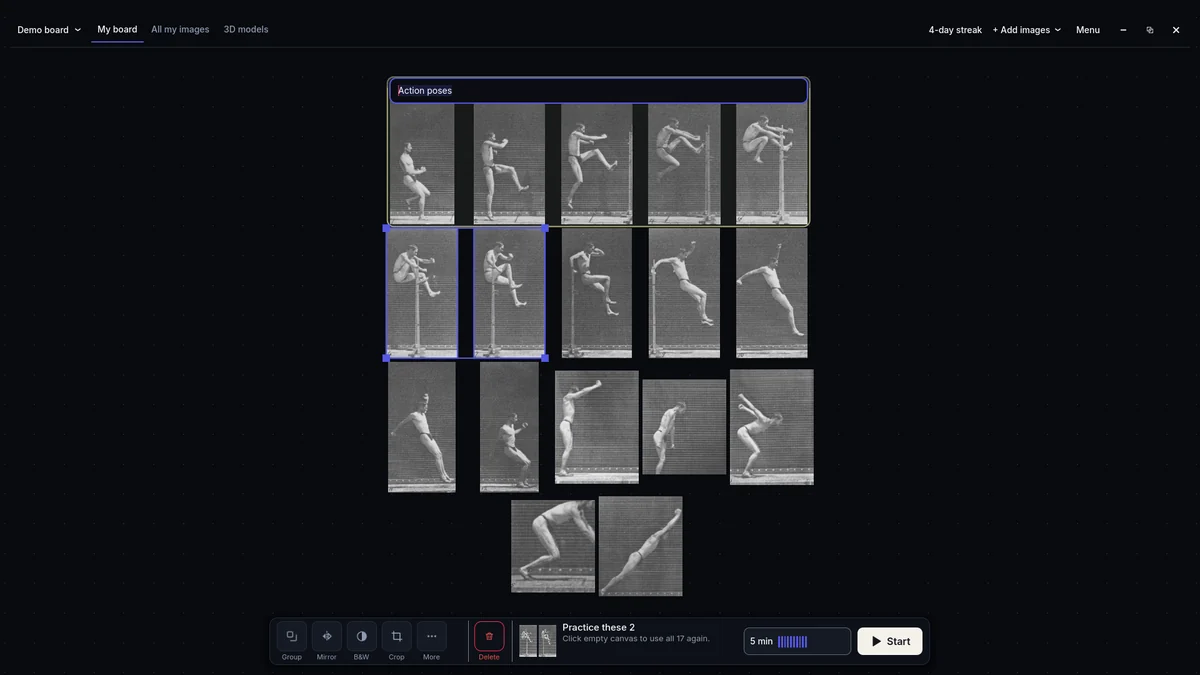 Demo board
My board
All my images
3D models
4-day streak
+ Add images
Menu
Action poses
Group
Mirror
B&W
Crop
More
Delete
Practice these 2
Click empty canvas to use all 17 again.
5 min
Start